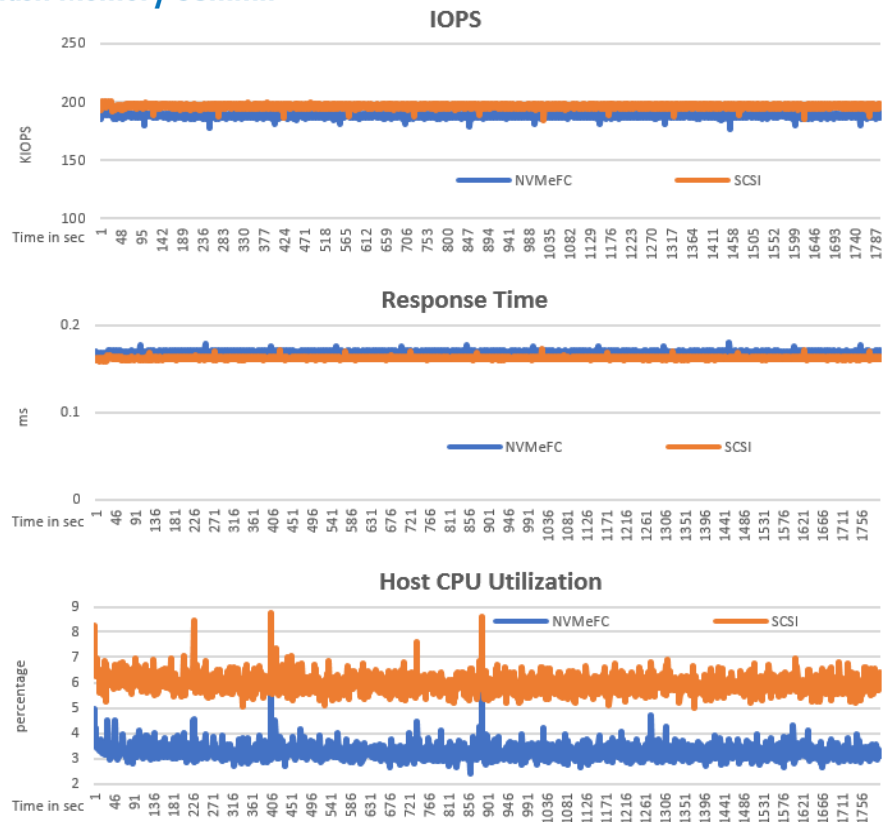 IOPS
250
200
150
100
KIOPS
NVMeFC SCSI
Time in sec
1 48 95 142 189 236 283 330 377 424 471 518 565 612 659 706 753 800 847 894 941 988 1035 1082 1129 1176 1223 1270 1317 1364 1411 1458 1505 1552 1599 1646 1693 1740 1787
Response Time
0.2
0.1
0
ms
NVMeFC SCSI
Time in sec
1 46 91 136 181 226 271 316 361 406 451 496 541 586 631 676 721 766 811 856 901 946 991 1036 1081 1126 1171 1216 1261 1306 1351 1396 1441 1486 1531 1576 1621 1666 1711 1756
Host CPU Utilization
9
8
7
6
5
4
3
2
percentage
NVMeFC SCSI
Time in sec
1 46 91 136 181 226 271 316 361 406 451 496 541 586 631 676 721 766 811 856 901 946 991 1036 1081 1126 1171 1216 1261 1306 1351 1396 1441 1486 1531 1576 1621 1666 1711 1756